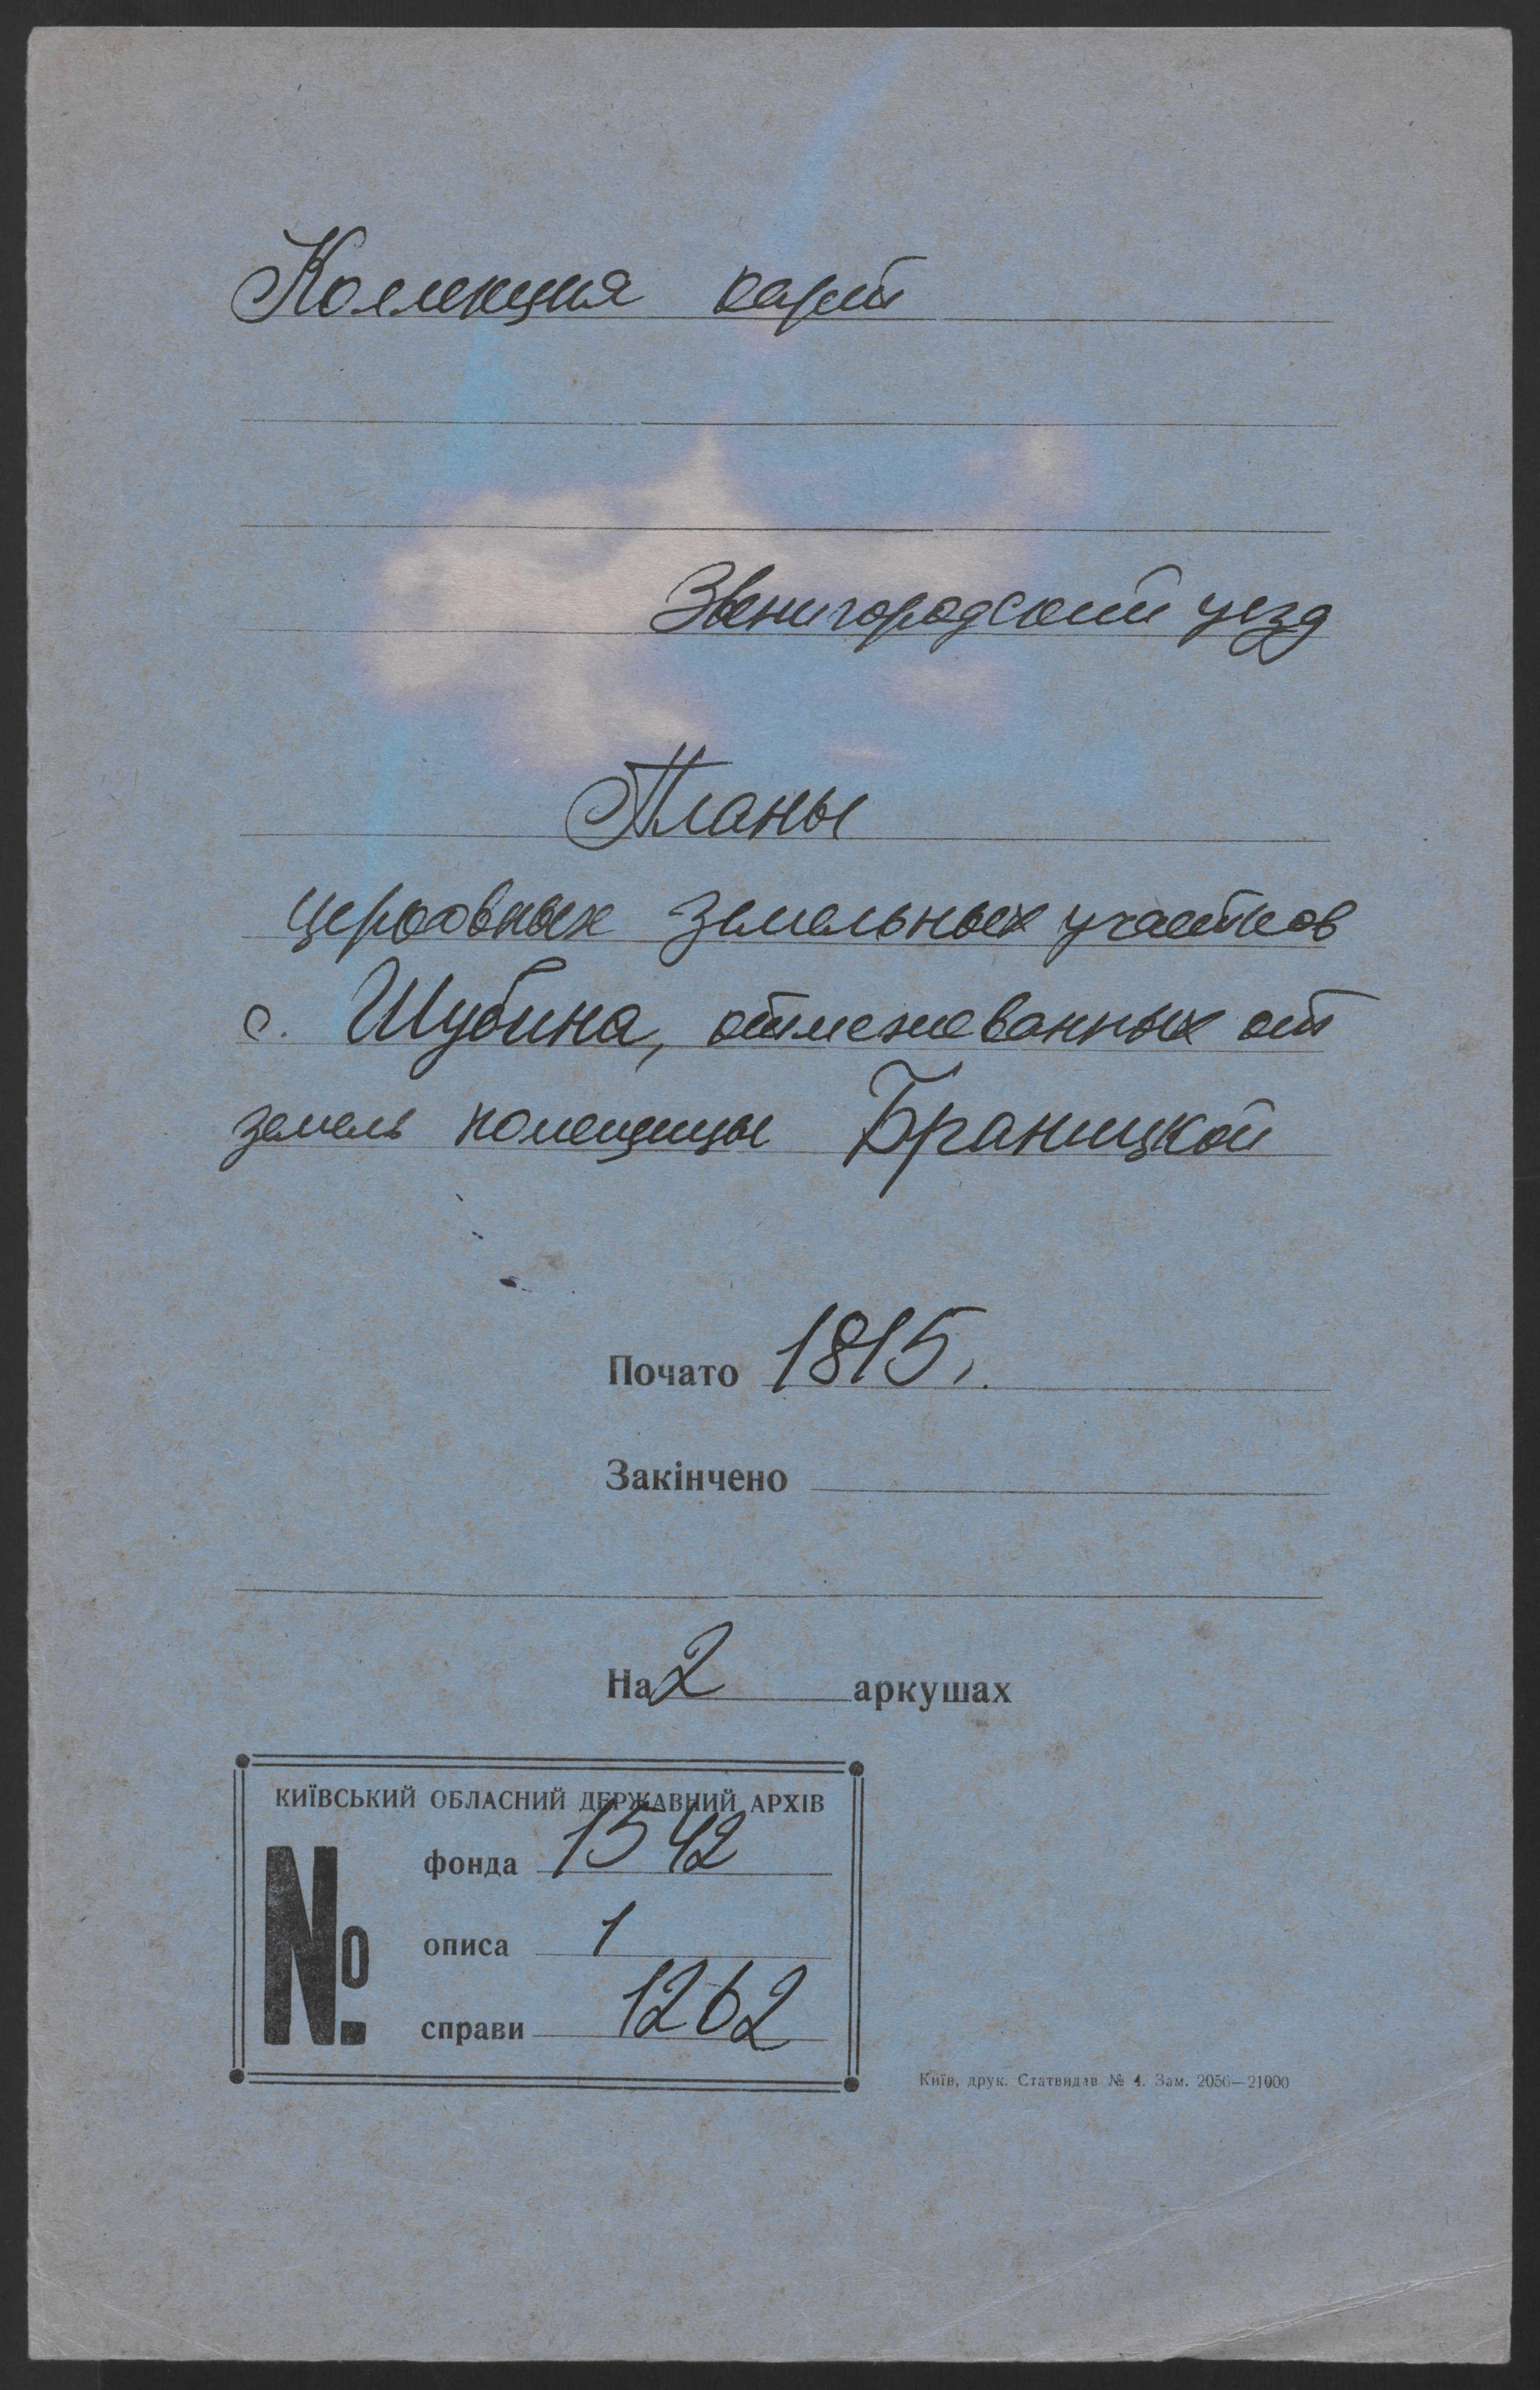 Коллекция карт
Звенигородский уезд
Планы
церковных земельных участков
с. Шубина, отмежеванных от
земель помещицы Браницкой
Почато 1815 г.
Закінчено
На 2 аркушах
КИЇВСЬКИЙ ОБЛАСНИЙ ДЕРЖАВНИЙ АРХІВ
№
фонда 1542
описа 1
справи 1262
Київ, друк. Статвидав № 4. Зам. 2056—21000